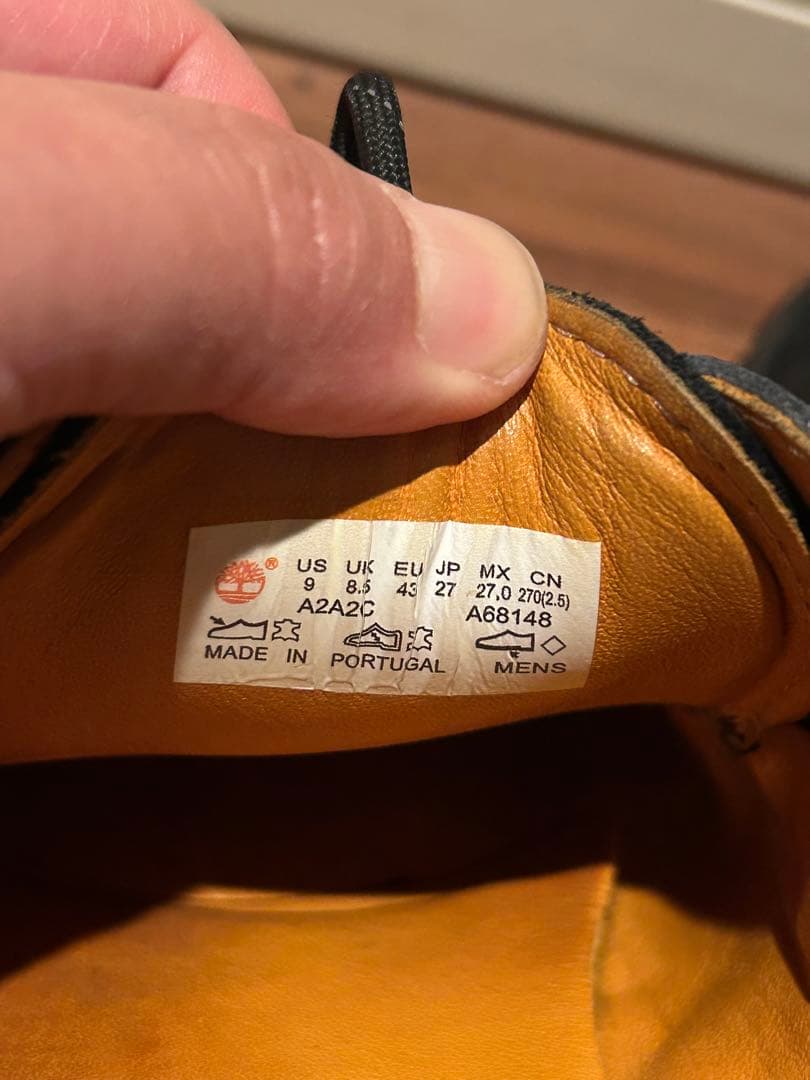 ® US UK EU JP MX CN
9 8.5 43 27 27.0 270(2.5)
A2A2C A68148
MADE IN PORTUGAL MENS